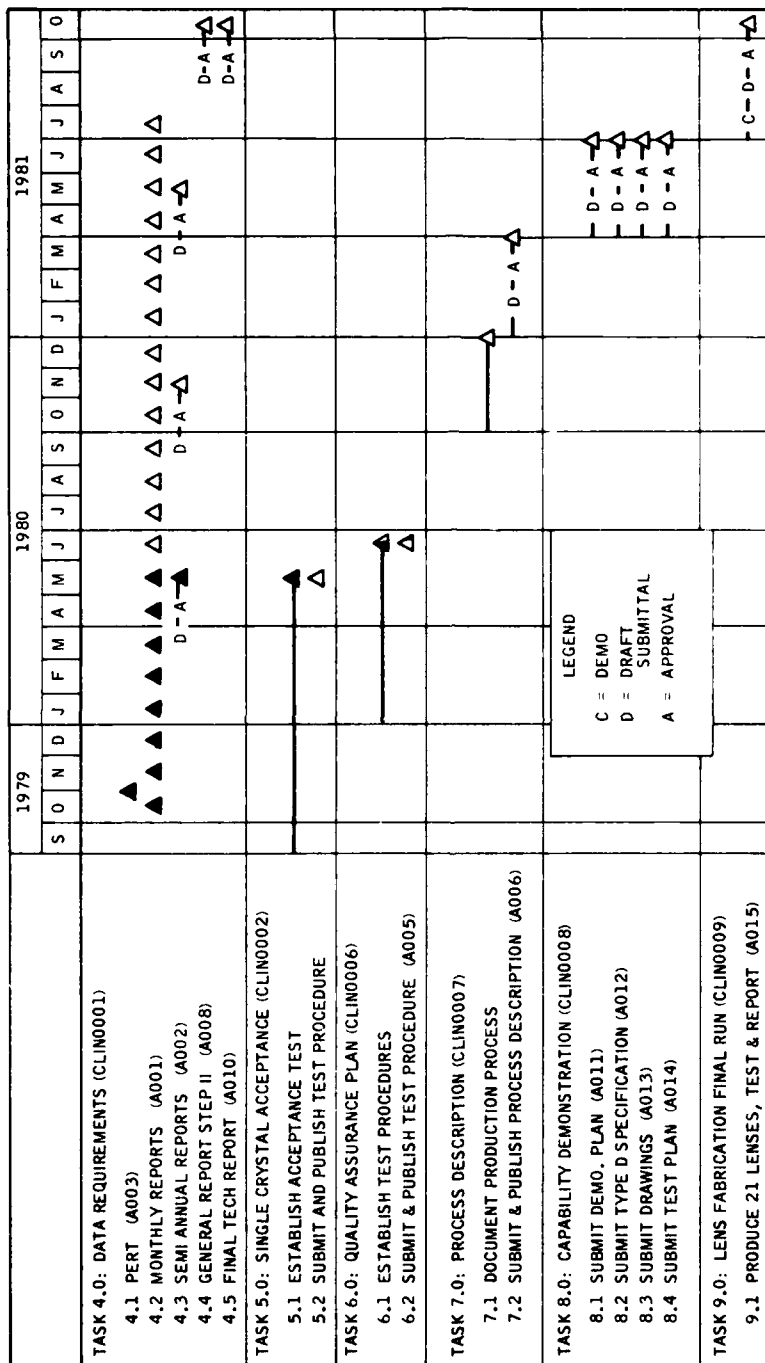 1979 1980 1981
S O N D J F M A M J J A S O N D J F M A M J J A S O
TASK 4.0: DATA REQUIREMENTS (CLIN0001)
4.1 PERT (A003)
4.2 MONTHLY REPORTS (A001)
4.3 SEMI ANNUAL REPORTS (A002) D-A D-A D-A
4.4 GENERAL REPORT STEP II (A008) D-A
4.5 FINAL TECH REPORT (A010) D-A
TASK 5.0: SINGLE CRYSTAL ACCEPTANCE (CLIN0002)
5.1 ESTABLISH ACCEPTANCE TEST
5.2 SUBMIT AND PUBLISH TEST PROCEDURE
TASK 6.0: QUALITY ASSURANCE PLAN (CLIN0006)
6.1 ESTABLISH TEST PROCEDURES
6.2 SUBMIT & PUBLISH TEST PROCEDURE (A005)
TASK 7.0: PROCESS DESCRIPTION (CLIN0007)
7.1 DOCUMENT PRODUCTION PROCESS
7.2 SUBMIT & PUBLISH PROCESS DESCRIPTION (A006) D-A
TASK 8.0: CAPABILITY DEMONSTRATION (CLIN0008)
8.1 SUBMIT DEMO. PLAN (A011) D-A
8.2 SUBMIT TYPE D SPECIFICATION (A012) D-A
8.3 SUBMIT DRAWINGS (A013) D-A
8.4 SUBMIT TEST PLAN (A014) D-A
LEGEND
C = DEMO
D = DRAFT
SUBMITTAL
A = APPROVAL
TASK 9.0: LENS FABRICATION FINAL RUN (CLIN0009)
9.1 PRODUCE 21 LENSES, TEST & REPORT (A015) C-D-A